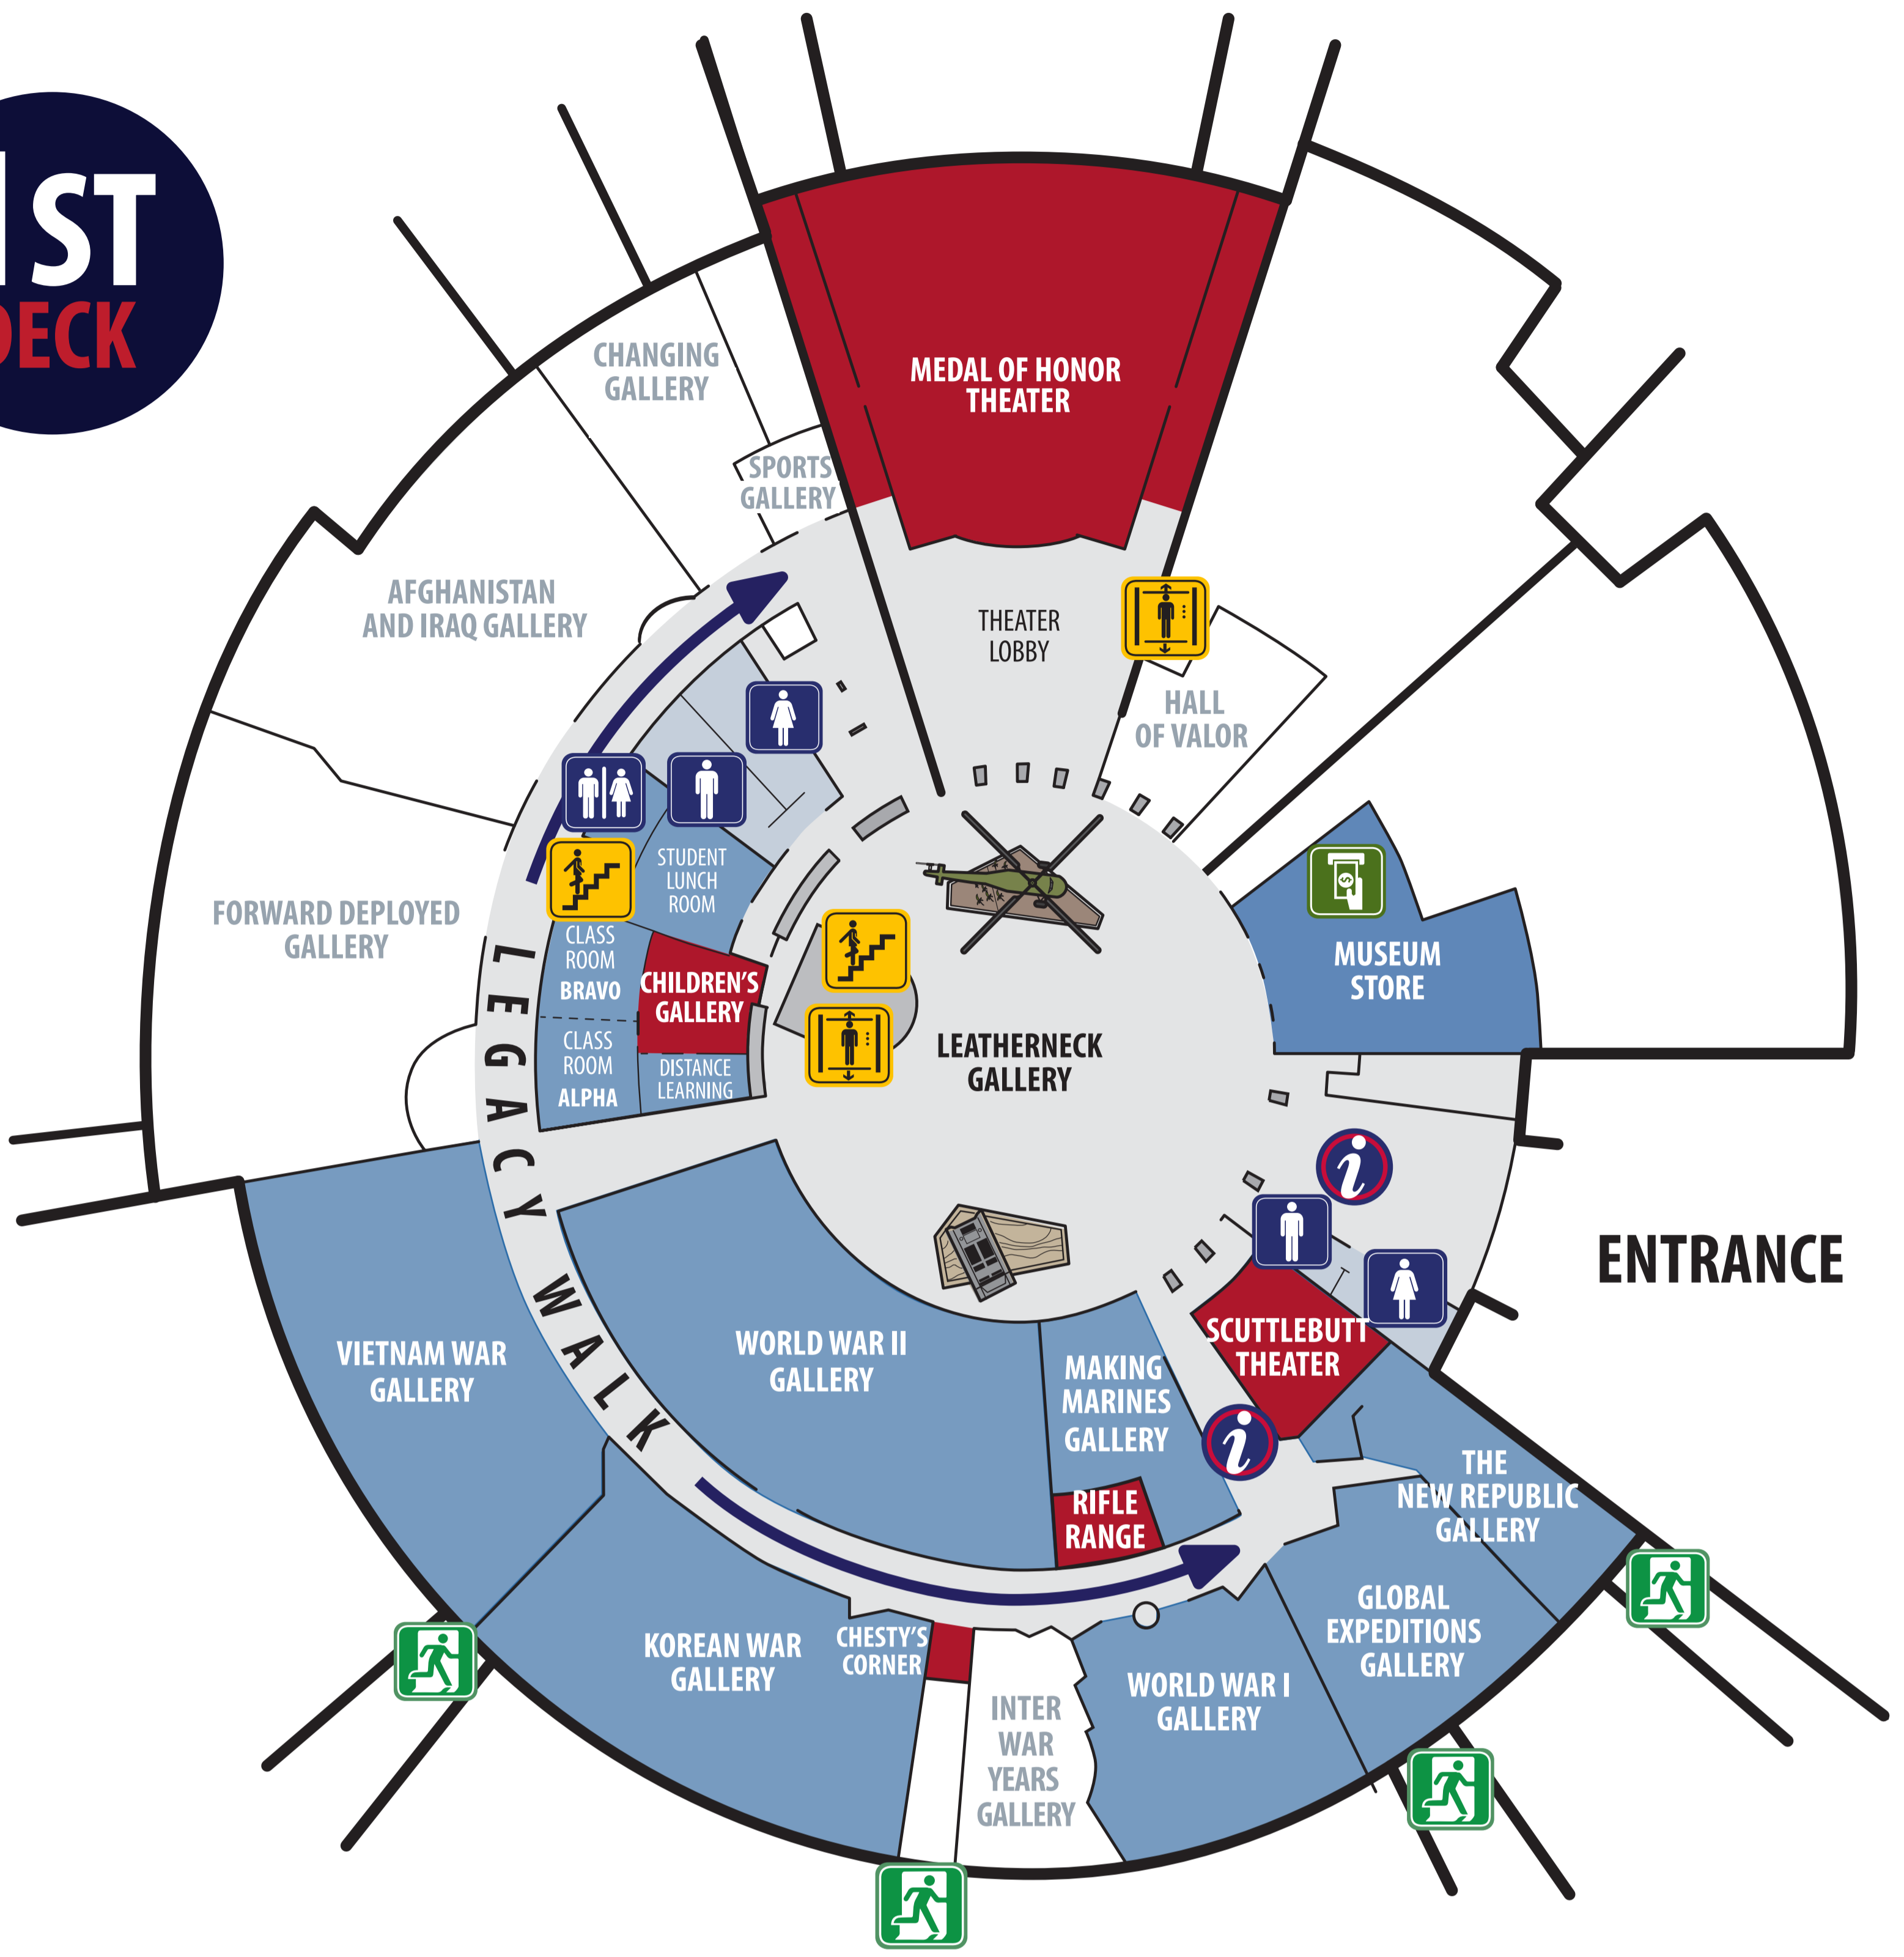 1ST
DECK
CHANGING
GALLERY
SPORTS
GALLERY
MEDAL OF HONOR
THEATER
AFGHANISTAN
AND IRAQ GALLERY
THEATER
LOBBY
HALL
OF VALOR
STUDENT
LUNCH
ROOM
FORWARD DEPLOYED
GALLERY
CLASS
ROOM
BRAVO
CHILDREN'S
GALLERY
CLASS
ROOM
ALPHA
DISTANCE
LEARNING
LEATHERNECK
GALLERY
MUSEUM
STORE
LEGACY WALK
ENTRANCE
VIETNAM WAR
GALLERY
WORLD WAR II
GALLERY
MAKING
MARINES
GALLERY
SCUTTLEBUTT
THEATER
RIFLE
RANGE
THE
NEW REPUBLIC
GALLERY
GLOBAL
EXPEDITIONS
GALLERY
KOREAN WAR
GALLERY
CHESTY'S
CORNER
INTER
WAR
YEARS
GALLERY
WORLD WAR I
GALLERY
i
i
$